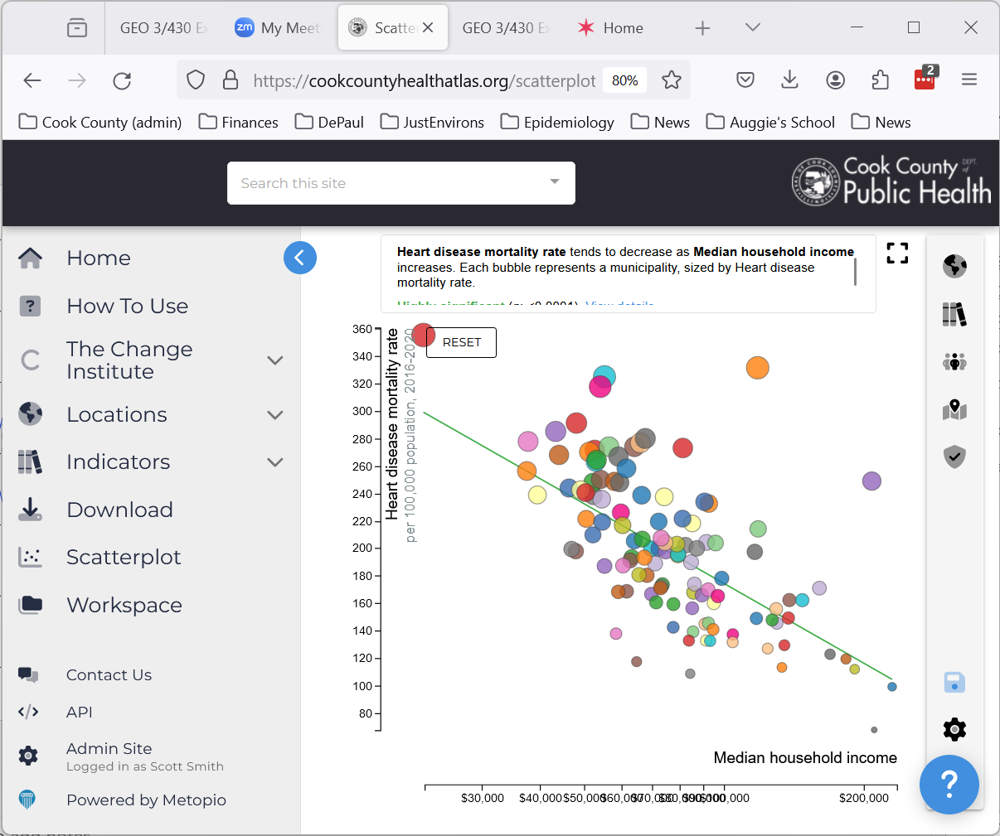 GEO 3/430 Ex
zm My Meeti
Scatte
GEO 3/430 Ex
Home
https://cookcountyhealthatlas.org/scatterplot
80%
2
Cook County (admin)
Finances
DePaul
JustEnvirons
Epidemiology
News
Auggie's School
News
Search this site
Cook County DEPT. of
Public Health
Home
How To Use
The Change
Institute
Locations
Indicators
Download
Scatterplot
Workspace
Contact Us
API
Admin Site
Logged in as Scott Smith
Powered by Metopio
Heart disease mortality rate tends to decrease as Median household income
increases. Each bubble represents a municipality, sized by Heart disease
mortality rate.
Highly significant (p: <0.0001) View details
RESET
Heart disease mortality rate
per 100,000 population, 2016-2020
360
340
320
300
280
260
240
220
200
180
160
140
120
100
80
Median household income
$30,000
$40,000
$50,000
$60,000
$70,000
$80,000
$90,000
$100,000
$200,000